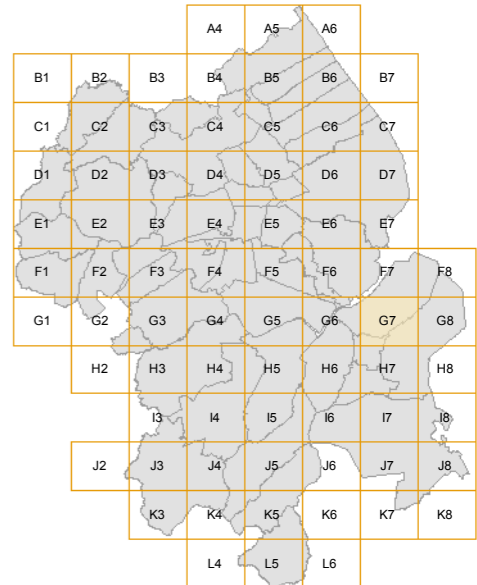 A4 A5 A6
B1 B2 B3 B4 B5 B6 B7
C1 C2 C3 C4 C5 C6 C7
D1 D2 D3 D4 D5 D6 D7
E1 E2 E3 E4 E5 E6 E7
F1 F2 F3 F4 F5 F6 F7 F8
G1 G2 G3 G4 G5 G6 G7 G8
H2 H3 H4 H5 H6 H7 H8
I3 I4 I5 I6 I7 I8
J2 J3 J4 J5 J6 J7 J8
K3 K4 K5 K6 K7 K8
L4 L5 L6